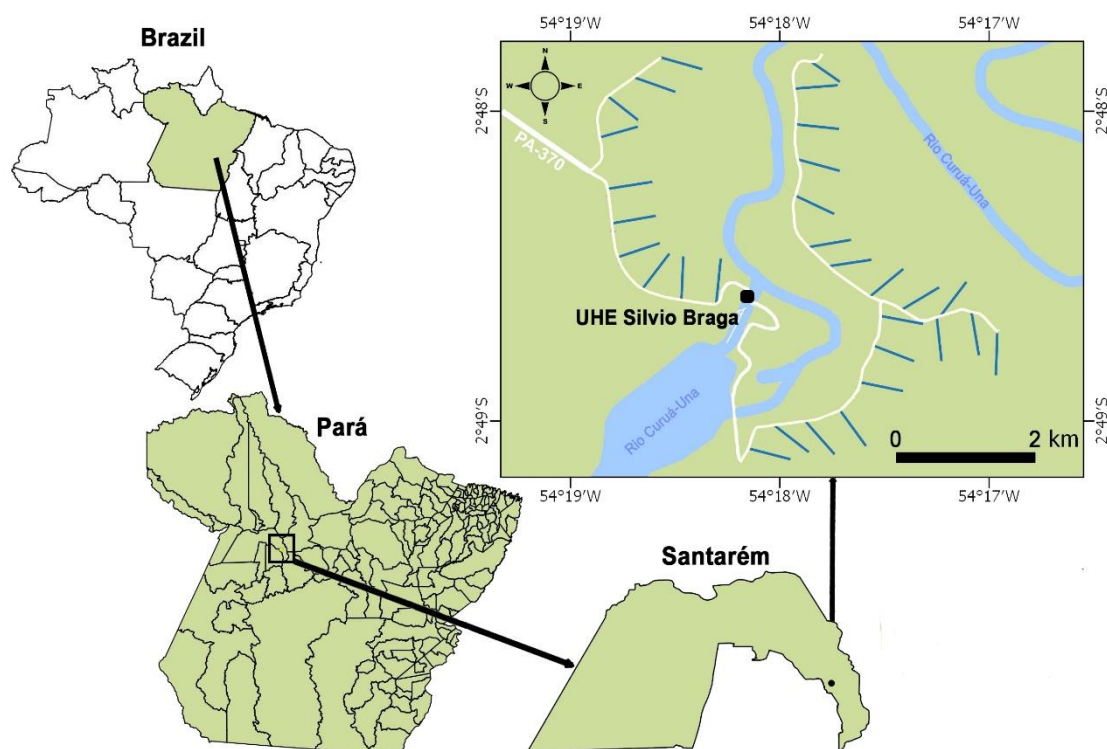 Brazil
54°19'W
54°18'W
54°17'W
N
W
E
S
2°48'S
2°48'S
PA-370
Rio Curuá-Una
UHE Silvio Braga
Rio Curuá-Una
0
2 km
2°49'S
2°49'S
54°19'W
54°18'W
54°17'W
Pará
Santarém